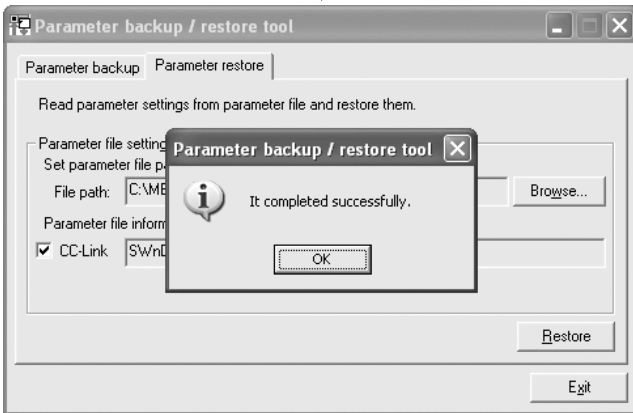 Parameter backup / restore tool
Parameter backup Parameter restore
Read parameter settings from parameter file and restore them.
Parameter file setting
Set parameter file p
File path: C:\ME Browse...
Parameter file inform
CC-Link SWnD
Parameter backup / restore tool
It completed successfully.
OK
Restore
Exit